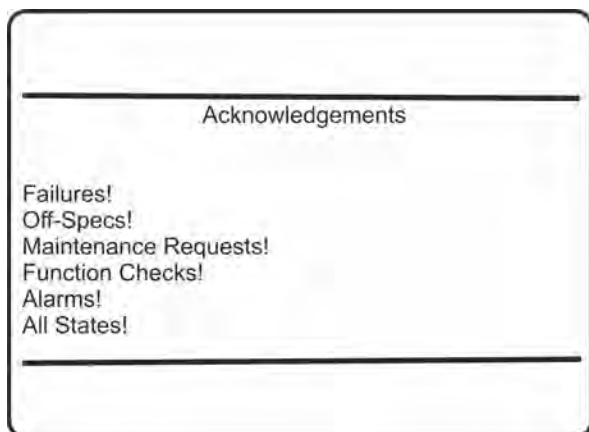 Acknowledgements
Failures!
Off-Specs!
Maintenance Requests!
Function Checks!
Alarms!
All States!